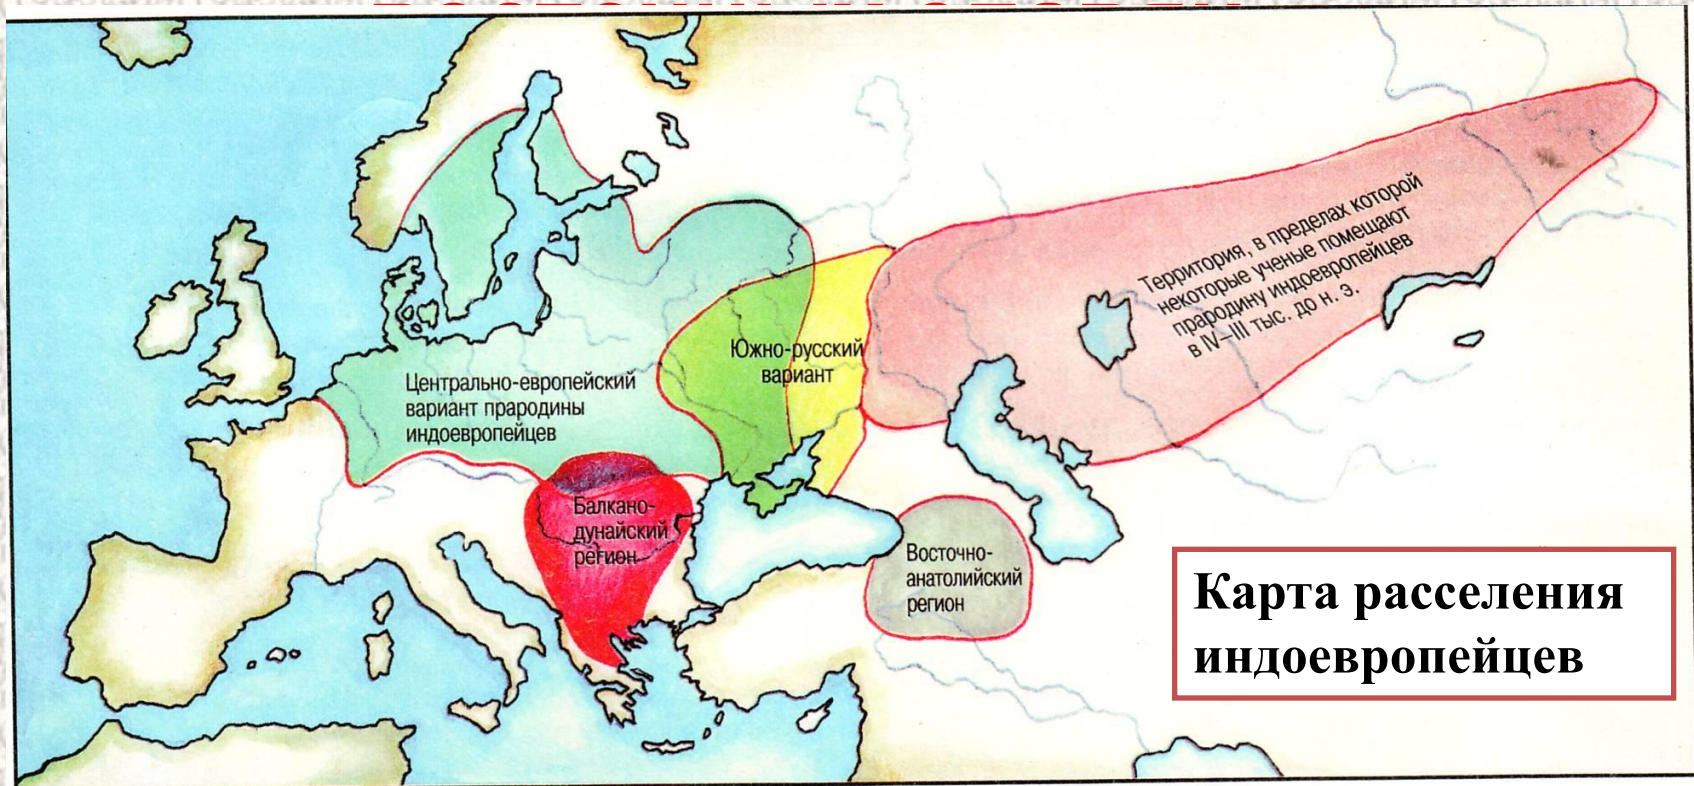 Территория, в пределах которой
некоторые ученые помещают
прародину индоевропейцев
в IV–III тыс. до н. э.
Южно-русский
вариант
Центрально-европейский
вариант прародины
индоевропейцев
Балкано-
дунайский
регион
Восточно-
анатолийский
регион
Карта расселения
индоевропейцев